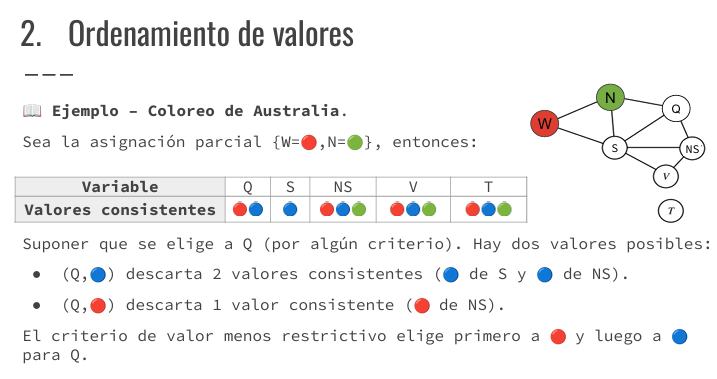 2. Ordenamiento de valores
📖 Ejemplo – Coloreo de Australia.
Sea la asignación parcial {W=🔴,N=🟢}, entonces:
Variable Q S NS V T
Valores consistentes 🔴🔵 🔵 🔴🔵🟢 🔴🔵🟢 🔴🔵🟢
Suponer que se elige a Q (por algún criterio). Hay dos valores posibles:
● (Q,🔵) descarta 2 valores consistentes (🔵 de S y 🔵 de NS).
● (Q,🔴) descarta 1 valor consistente (🔴 de NS).
El criterio de valor menos restrictivo elige primero a 🔴 y luego a 🔵
para Q.
N
Q
W
S
NS
V
T